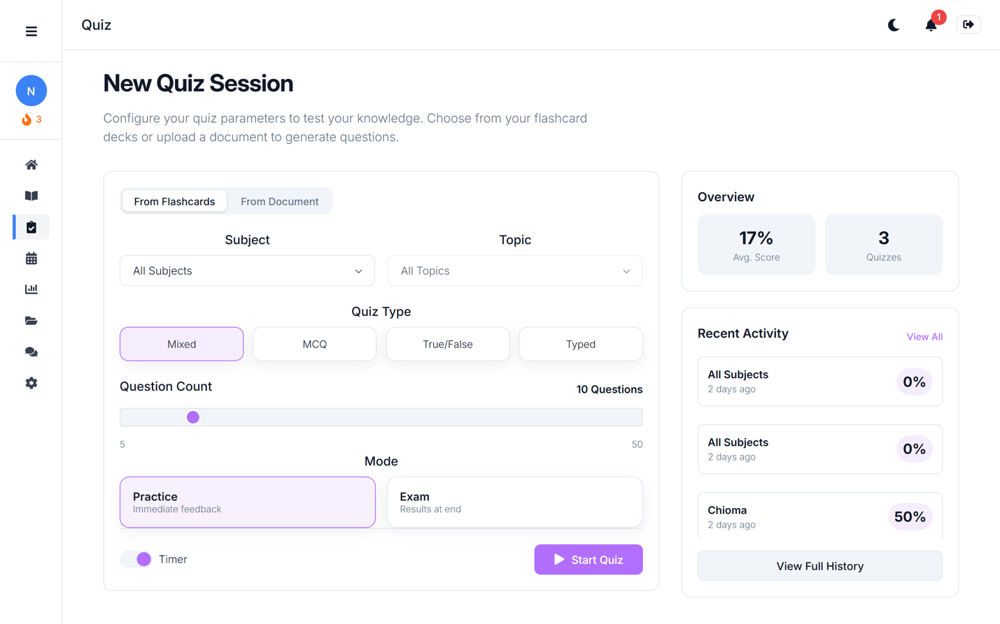 Quiz
1
N
3
New Quiz Session
Configure your quiz parameters to test your knowledge. Choose from your flashcard
decks or upload a document to generate questions.
From Flashcards
From Document
Subject
Topic
All Subjects
All Topics
Quiz Type
Mixed
MCQ
True/False
Typed
Question Count
10 Questions
5
50
Mode
Practice
Immediate feedback
Exam
Results at end
Timer
Start Quiz
Overview
17%
Avg. Score
3
Quizzes
Recent Activity
View All
All Subjects
2 days ago
0%
All Subjects
2 days ago
0%
Chioma
2 days ago
50%
View Full History